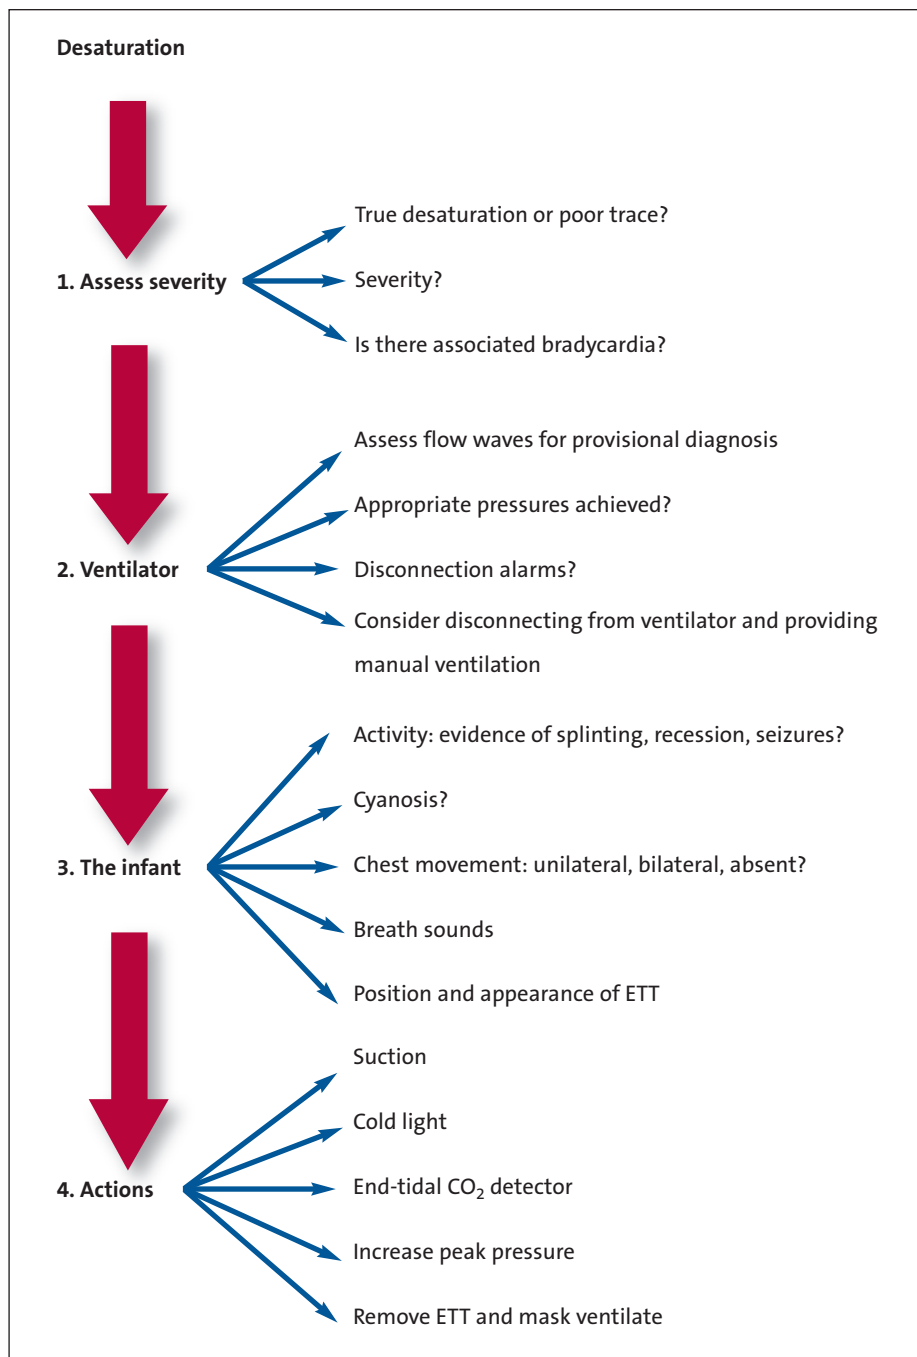 Desaturation
True desaturation or poor trace?
1. Assess severity
Severity?
Is there associated bradycardia?
Assess flow waves for provisional diagnosis
Appropriate pressures achieved?
2. Ventilator
Disconnection alarms?
Consider disconnecting from ventilator and providing
manual ventilation
Activity: evidence of splinting, recession, seizures?
Cyanosis?
3. The infant
Chest movement: unilateral, bilateral, absent?
Breath sounds
Position and appearance of ETT
Suction
Cold light
4. Actions
End-tidal CO₂ detector
Increase peak pressure
Remove ETT and mask ventilate